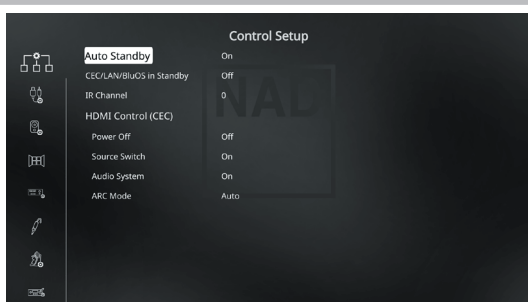 Control Setup
Auto Standby On
CEC/LAN/BluOS in Standby Off
IR Channel 0
HDMI Control (CEC)
Power Off Off
Source Switch On
Audio System On
ARC Mode Auto
NAD